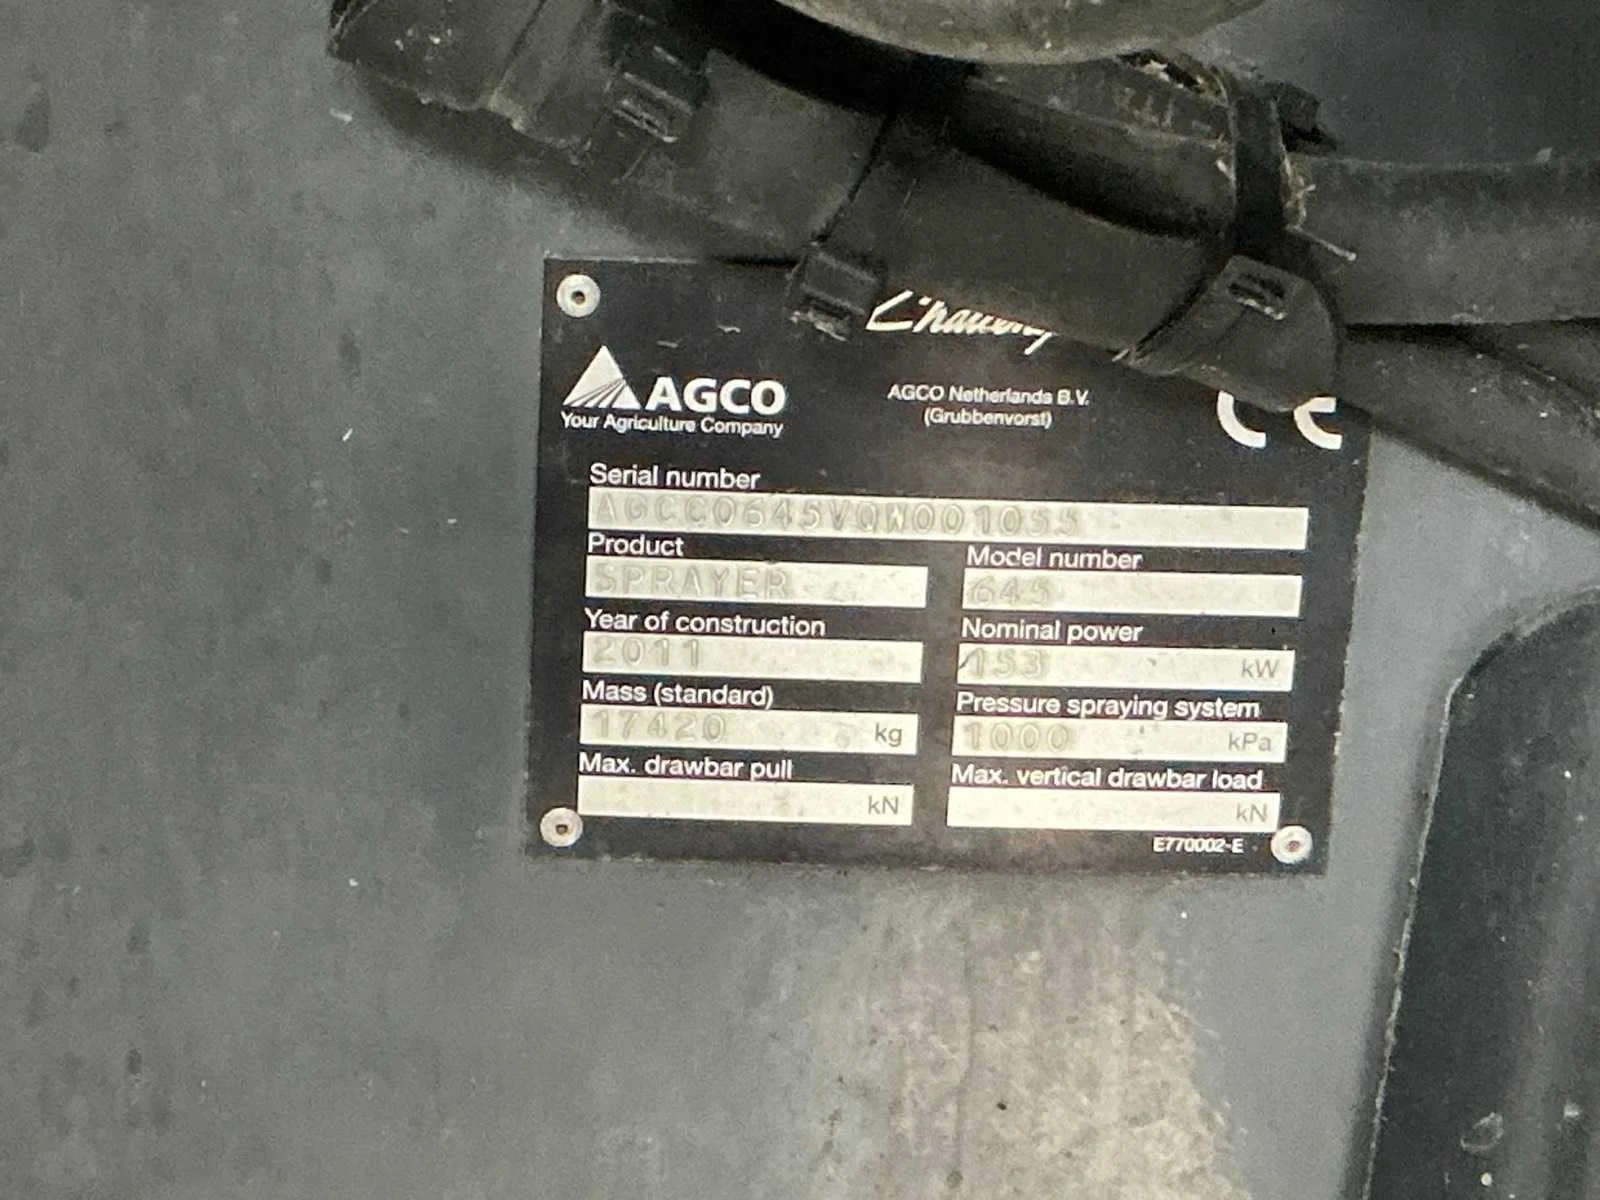 AGCO
Your Agriculture Company
AGCO Netherlands B.V.
(Grubbenvorst)
CE
Serial number
AGCC0645VQW001055
Product
SPRAYER
Model number
645
Year of construction
2011
Nominal power
153 kW
Mass (standard)
17420 kg
Pressure spraying system
1000 kPa
Max. drawbar pull
kN
Max. vertical drawbar load
kN
E770002-E